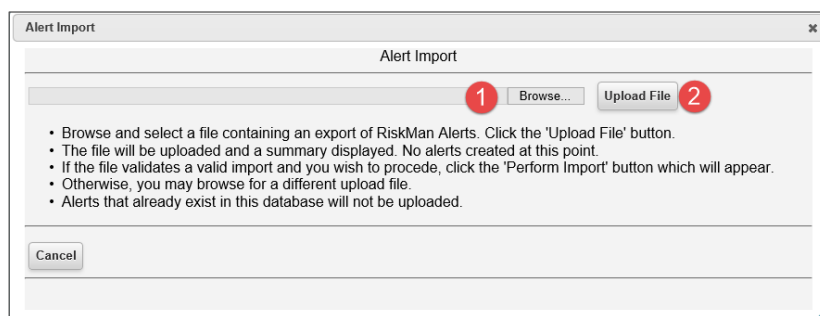 Alert Import
Alert Import
1 Browse... Upload File 2
• Browse and select a file containing an export of RiskMan Alerts. Click the 'Upload File' button.
• The file will be uploaded and a summary displayed. No alerts created at this point.
• If the file validates a valid import and you wish to procede, click the 'Perform Import' button which will appear.
• Otherwise, you may browse for a different upload file.
• Alerts that already exist in this database will not be uploaded.
Cancel